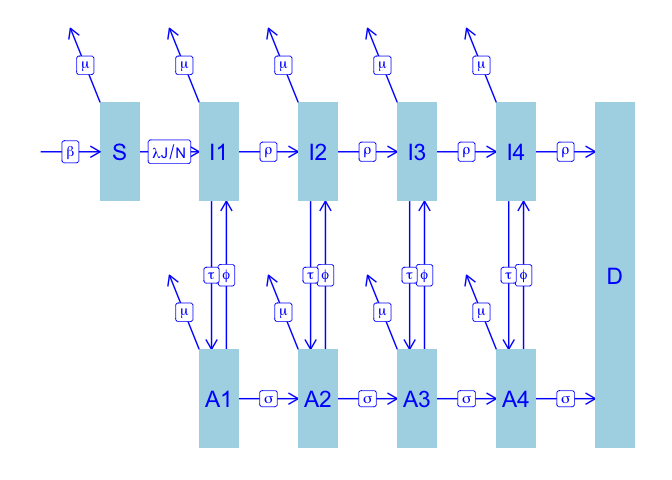 μ μ μ μ μ
β S λJ/N I1 ρ I2 ρ I3 ρ I4 ρ
τ ϕ τ ϕ τ ϕ τ ϕ D
μ μ μ μ
A1 σ A2 σ A3 σ A4 σ